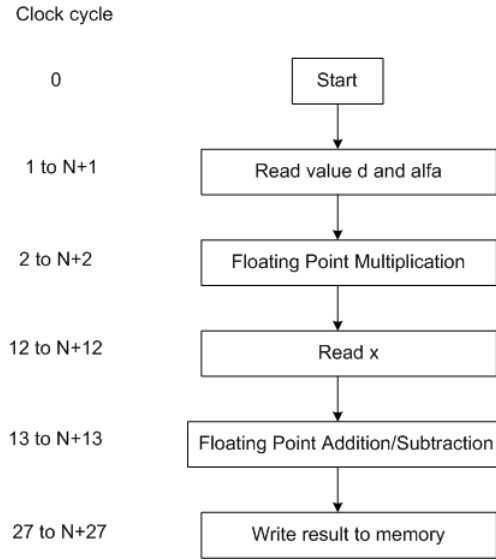 Clock cycle
0 Start
1 to N+1 Read value d and alfa
2 to N+2 Floating Point Multiplication
12 to N+12 Read x
13 to N+13 Floating Point Addition/Subtraction
27 to N+27 Write result to memory